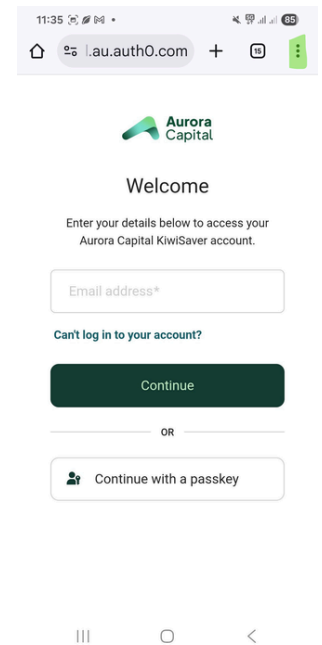 11:35
85
l.au.auth0.com
15
Aurora
Capital
Welcome
Enter your details below to access your
Aurora Capital KiwiSaver account.
Email address*
Can't log in to your account?
Continue
OR
Continue with a passkey